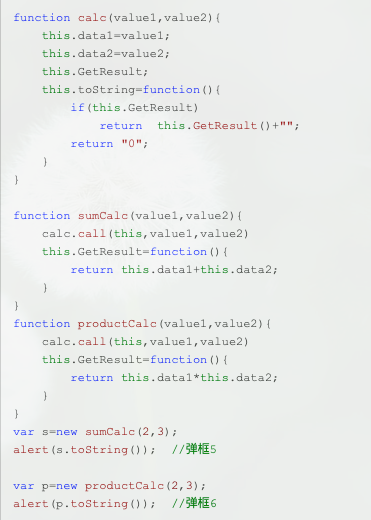 function calc(value1,value2){
    this.data1=value1;
    this.data2=value2;
    this.GetResult;
    this.toString=function(){
        if(this.GetResult)
            return  this.GetResult()+"";
        return "0";
    }
}

function sumCalc(value1,value2){
    calc.call(this,value1,value2)
    this.GetResult=function(){
        return this.data1+this.data2;
    }
}
function productCalc(value1,value2){
    calc.call(this,value1,value2)
    this.GetResult=function(){
        return this.data1*this.data2;
    }
}
var s=new sumCalc(2,3);
alert(s.toString());  //弹框5

var p=new productCalc(2,3);
alert(p.toString());  //弹框6